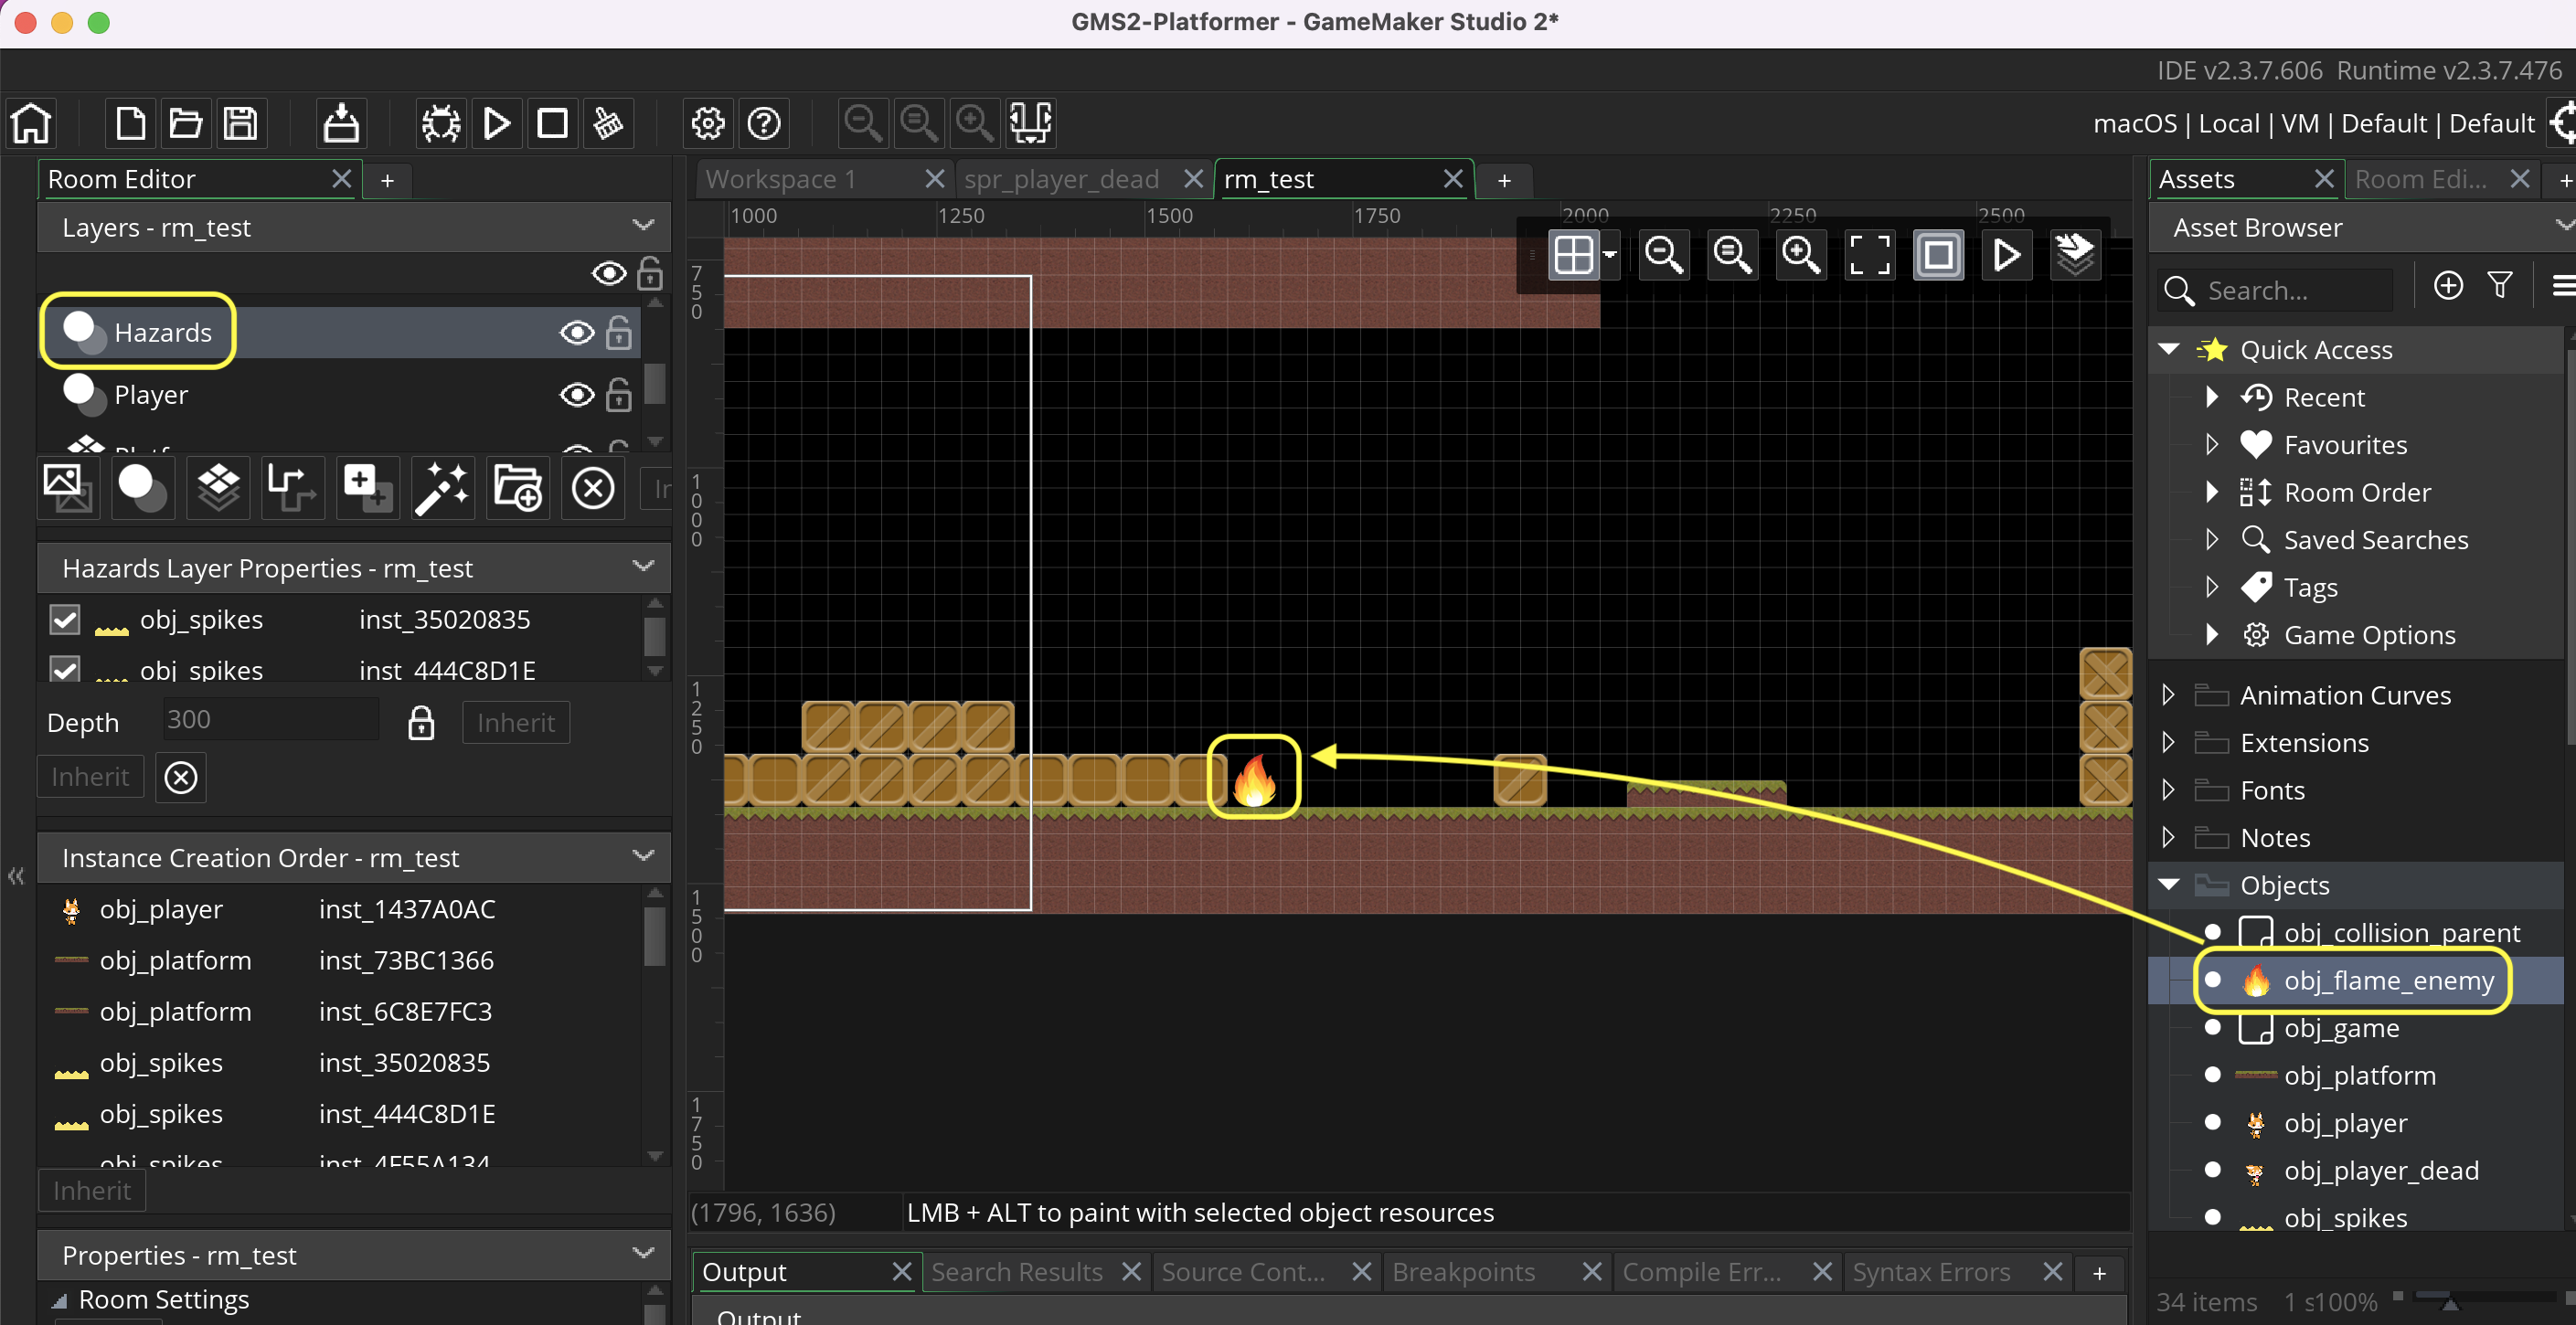 GMS2-Platformer - GameMaker Studio 2*
IDE v2.3.7.606 Runtime v2.3.7.476
macOS | Local | VM | Default | Default
Room Editor
Workspace 1
spr_player_dead
rm_test
Assets
Room Edi...
Layers - rm_test
Hazards
Player
Hazards Layer Properties - rm_test
obj_spikes inst_35020835
obj_spikes inst_444C8D1E
Depth 300 Inherit
Inherit
Instance Creation Order - rm_test
obj_player inst_1437A0AC
obj_platform inst_73BC1366
obj_platform inst_6C8E7FC3
obj_spikes inst_35020835
obj_spikes inst_444C8D1E
obj_spikes inst_4F55A134
Inherit
Properties - rm_test
Room Settings
1000 1250 1500 1750 2000 2250 2500
750
1000
1250
1500
1750
(1796, 1636) LMB + ALT to paint with selected object resources
Output Search Results Source Cont... Breakpoints Compile Err... Syntax Errors
Output
Asset Browser
Search...
Quick Access
Recent
Favourites
Room Order
Saved Searches
Tags
Game Options
Animation Curves
Extensions
Fonts
Notes
Objects
obj_collision_parent
obj_flame_enemy
obj_game
obj_platform
obj_player
obj_player_dead
obj_spikes
34 items 1 s100%